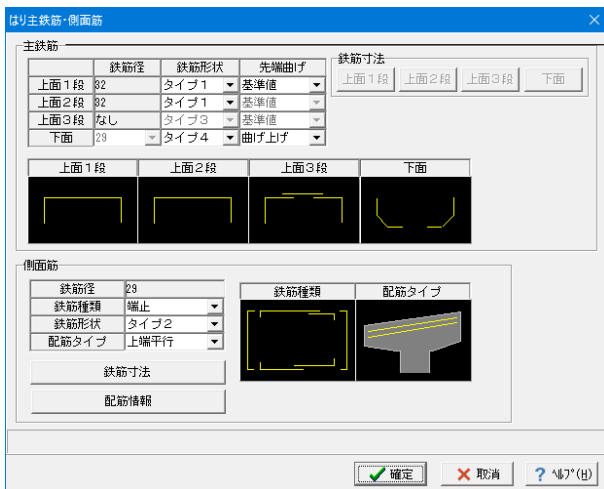 はり主鉄筋・側面筋
主鉄筋
鉄筋径 鉄筋形状 先端曲げ
上面1段 32 タイプ1 基準値
上面2段 32 タイプ1 基準値
上面3段 なし タイプ3 基準値
下面 29 タイプ4 曲げ上げ
鉄筋寸法
上面1段 上面2段 上面3段 下面
上面1段 上面2段 上面3段 下面
側面筋
鉄筋径 29
鉄筋種類 端止
鉄筋形状 タイプ2
配筋タイプ 上端平行
鉄筋寸法
配筋情報
鉄筋種類 配筋タイプ
確定 取消 ? ヘルプ(H)